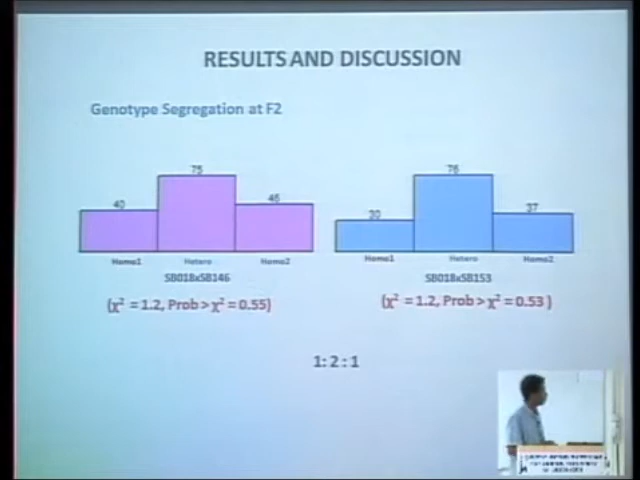 RESULTS AND DISCUSSION
Genotype Segregation at F2
75
76
40
46
30
37
Homo1 Hetero Homo2
Homo1 Hetero Homo2
SB018xSB146
SB018xSB153
(χ² = 1.2, Prob > χ² = 0.55)
(χ² = 1.2, Prob > χ² = 0.53 )
1: 2 : 1